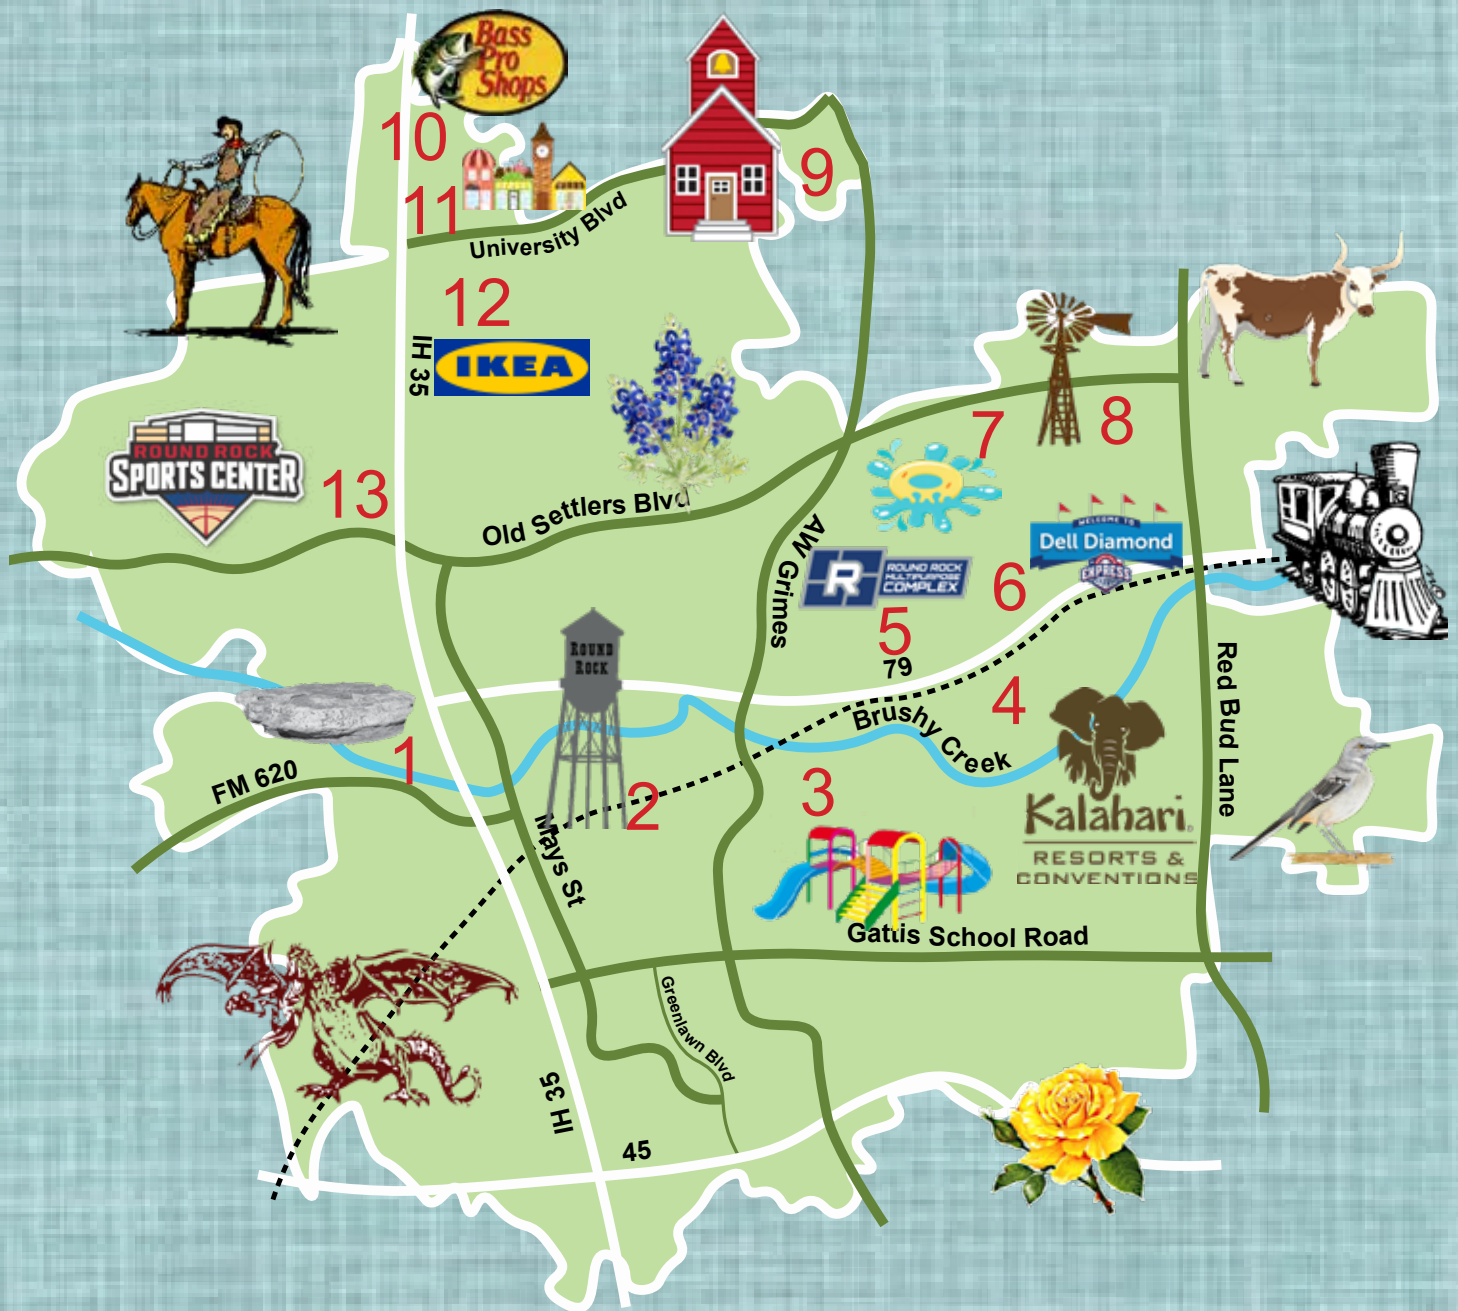 Bass
Pro
Shops
10
11
9
University Blvd
12
IH 35
IKEA
7
8
ROUND ROCK
SPORTS CENTER
13
Old Settlers Blvd
AW Grimes
WELCOME TO
Dell Diamond
EXPRESS
R
ROUND ROCK
MULTIPURPOSE
COMPLEX
6
5
79
ROUND
ROCK
Red Bud Lane
4
Brushy Creek
1
FM 620
2
3
Mays St
Kalahari
RESORTS &
CONVENTIONS
Gattis School Road
Greenlawn Blvd
IH 35
45